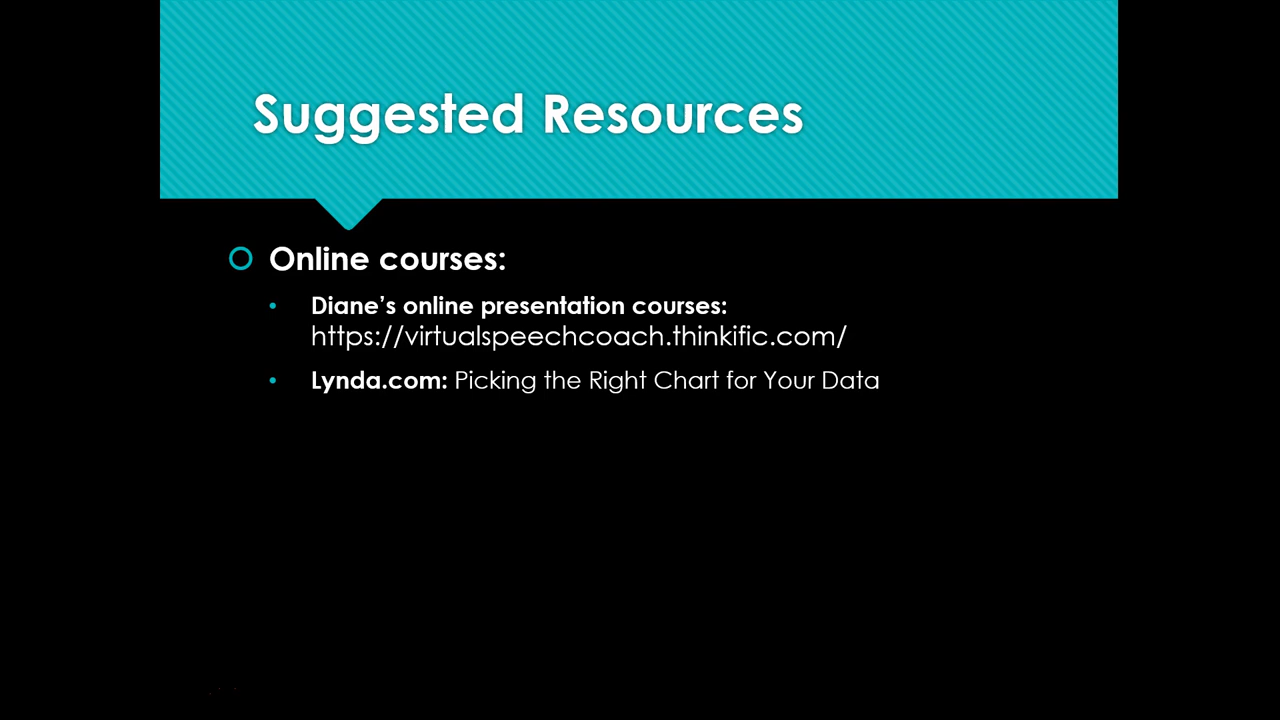 Suggested Resources
Online courses:
Diane’s online presentation courses:
https://virtualspeechcoach.thinkific.com/
Lynda.com: Picking the Right Chart for Your Data